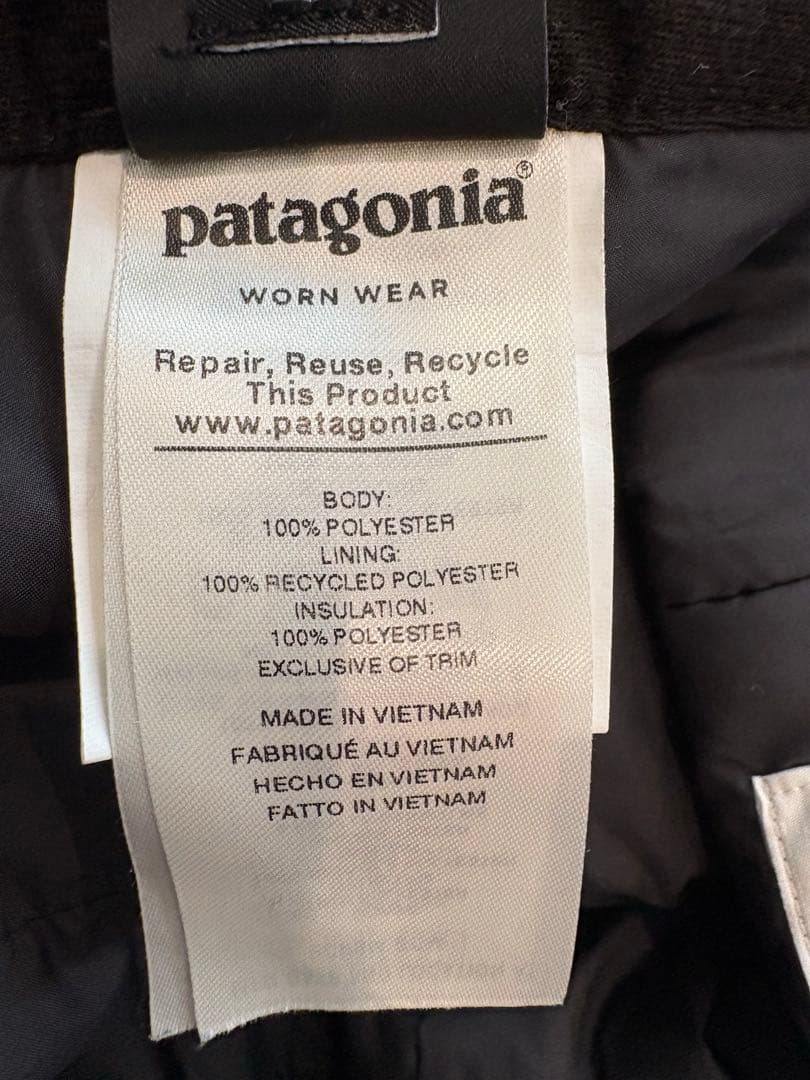 patagonia®
WORN WEAR
Repair, Reuse, Recycle
This Product
www.patagonia.com
BODY:
100% POLYESTER
LINING:
100% RECYCLED POLYESTER
INSULATION:
100% POLYESTER
EXCLUSIVE OF TRIM
MADE IN VIETNAM
FABRIQUÉ AU VIETNAM
HECHO EN VIETNAM
FATTO IN VIETNAM